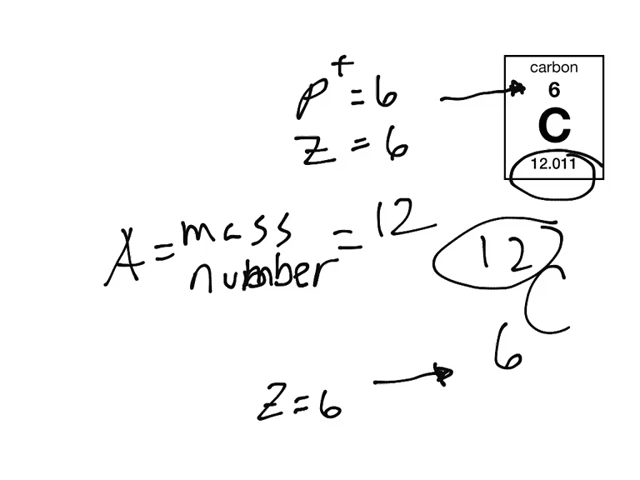 carbon
6
C
12.011
p⁺ = 6
Z = 6
A = mass number = 12
12
C
6
Z = 6